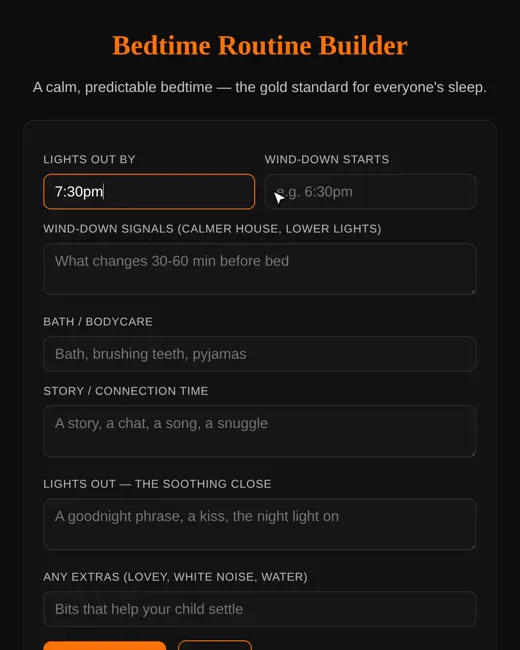 Bedtime Routine Builder
A calm, predictable bedtime — the gold standard for everyone's sleep.
LIGHTS OUT BY
WIND-DOWN STARTS
7:30pm
e.g. 6:30pm
WIND-DOWN SIGNALS (CALMER HOUSE, LOWER LIGHTS)
What changes 30-60 min before bed
BATH / BODYCARE
Bath, brushing teeth, pyjamas
STORY / CONNECTION TIME
A story, a chat, a song, a snuggle
LIGHTS OUT — THE SOOTHING CLOSE
A goodnight phrase, a kiss, the night light on
ANY EXTRAS (LOVEY, WHITE NOISE, WATER)
Bits that help your child settle